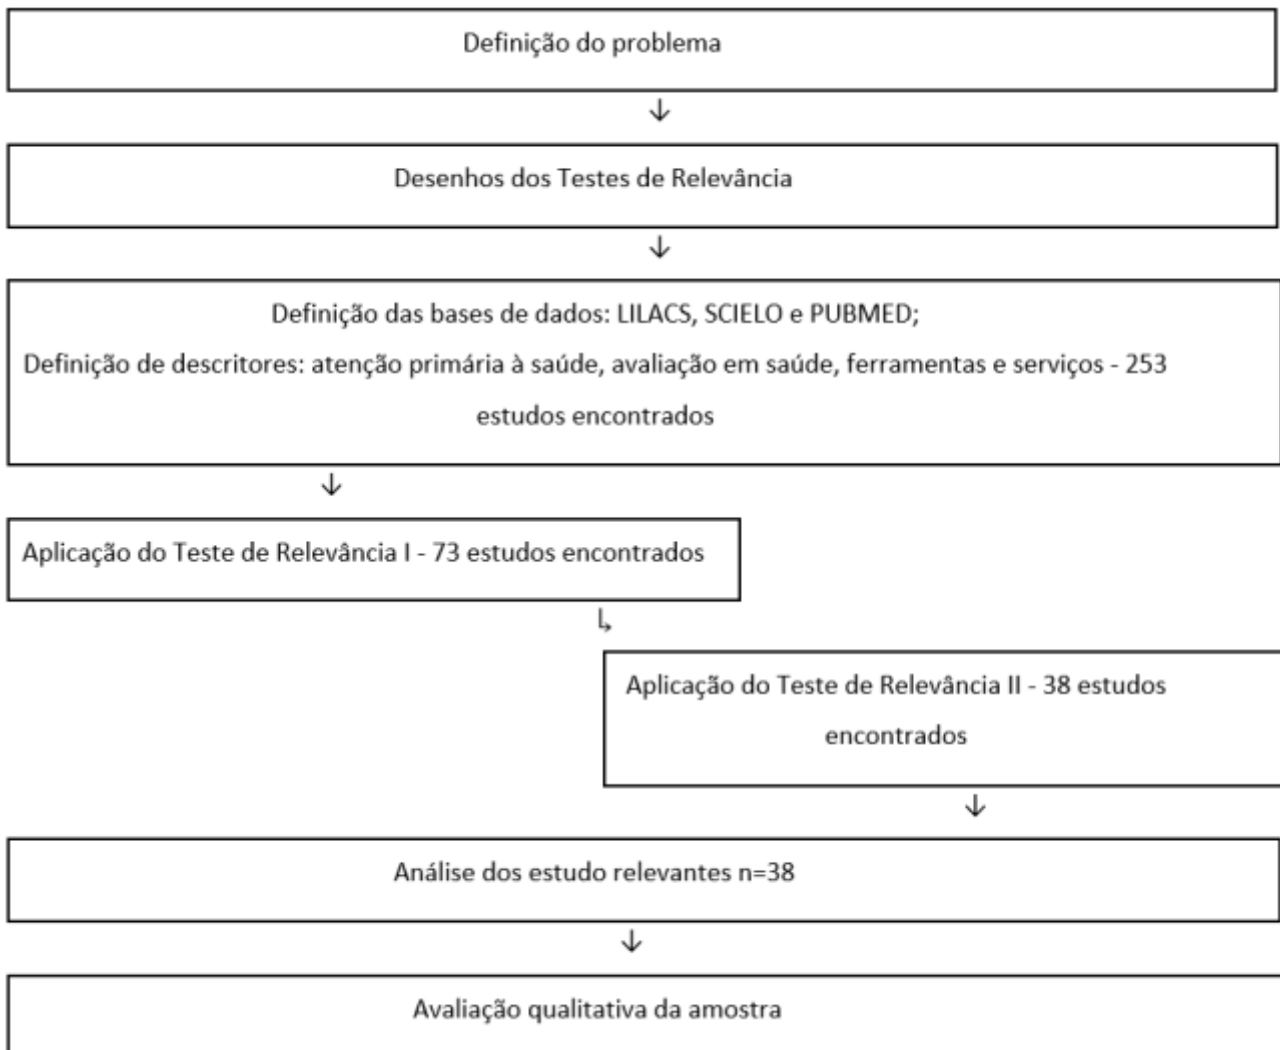 Definição do problema
↓
Desenhos dos Testes de Relevância
↓
Definição das bases de dados: LILACS, SCIELO e PUBMED;
Definição de descritores: atenção primária à saúde, avaliação em saúde, ferramentas e serviços - 253
estudos encontrados
↓
Aplicação do Teste de Relevância I - 73 estudos encontrados
↳
Aplicação do Teste de Relevância II - 38 estudos
encontrados
↓
Análise dos estudo relevantes n=38
↓
Avaliação qualitativa da amostra